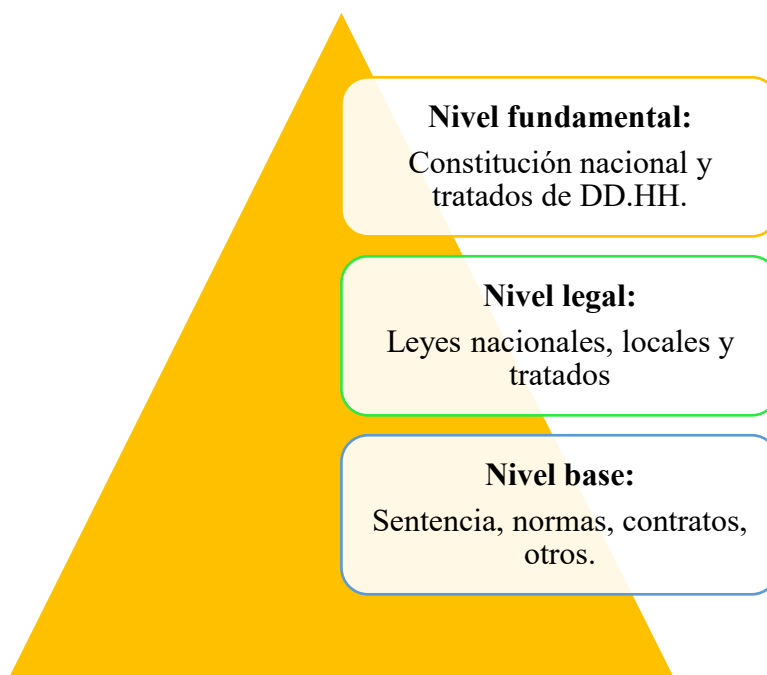 Nivel fundamental:
Constitución nacional y
tratados de DD.HH.
Nivel legal:
Leyes nacionales, locales y
tratados
Nivel base:
Sentencia, normas, contratos,
otros.